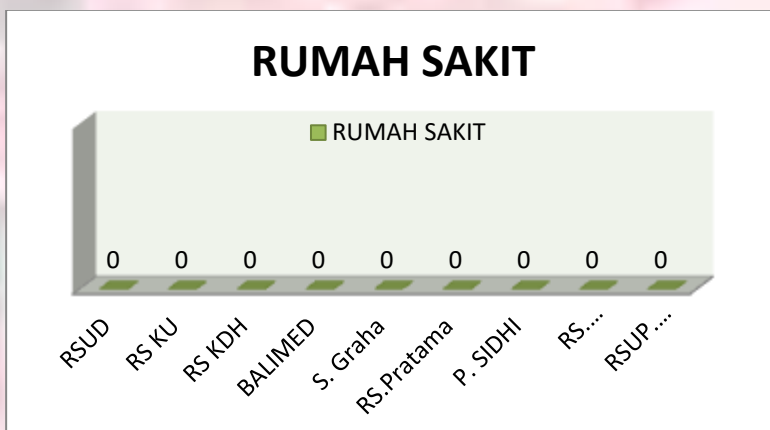 RUMAH SAKIT
RUMAH SAKIT
0 0 0 0 0 0 0 0 0
RSUD RS KU RS KDH BALIMED S. Graha RS.Pratama P. SIDHI RS.... RSUP ....